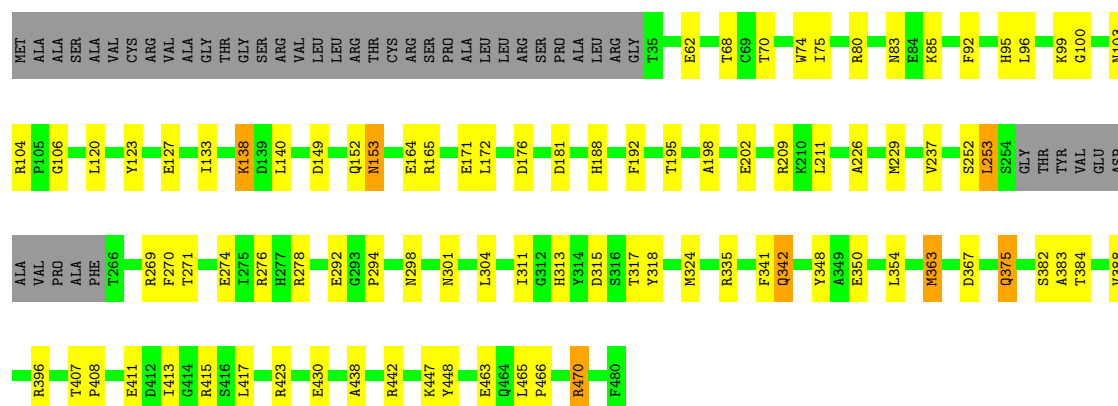 MET ALA ALA SER ALA VAL CYS ARG VAL ALA GLY THR GLY SER ARG VAL LEU LEU ARG THR CYS ARG SER PRO ALA LEU LEU ARG SER PRO ALA LEU ARG GLY T35 E62 T68 C69 T70 W74 I75 R80 N83 E84 K85 F92 H95 L96 K99 G100 N103
R104 P105 G106 L120 Y123 E127 I133 K138 D139 L140 D149 Q152 N153 E164 R165 E171 L172 D176 D181 H188 F192 T195 A198 E202 R209 K210 L211 A226 M229 V237 S252 L253 S254 GLY THR TYR VAL GLU ASP
ALA VAL PRO ALA PHE T266 R269 F270 T271 E274 I275 R276 H277 R278 E292 G293 P294 N298 N301 L304 I311 G312 H313 Y314 D315 S316 T317 Y318 M324 R335 F341 Q342 Y348 A349 E350 L354 M363 D367 Q375 S382 A383 T384
R396 T407 P408 E411 D412 I413 G414 R415 S416 L417 R423 E430 A438 R442 K447 Y448 E463 Q464 L465 P466 R470 F480